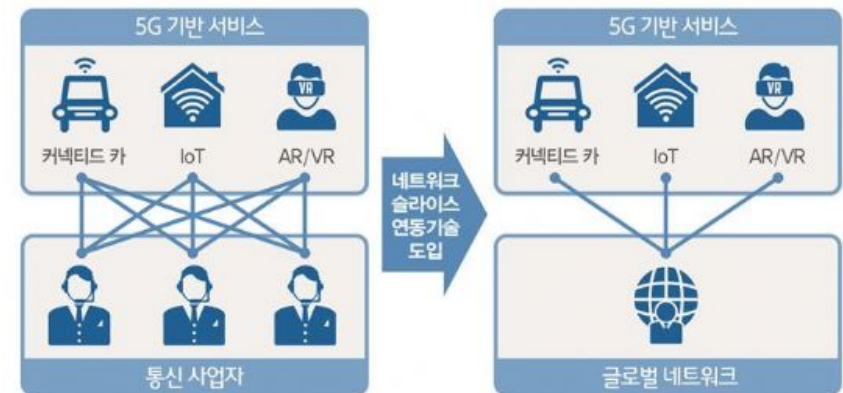 5G 기반 서비스
VR
커넥티드 카 IoT AR/VR
통신 사업자
네트워크
슬라이스
연동기술
도입
5G 기반 서비스
VR
커넥티드 카 IoT AR/VR
글로벌 네트워크